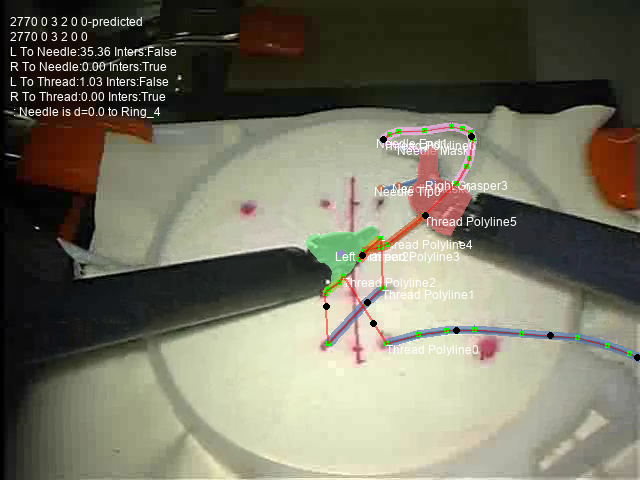 2770 0 3 2 0 0-predicted
2770 0 3 2 0 0
L To Needle:35.36 Inters:False
R To Needle:0.00 Inters:True
L To Thread:1.03 Inters:False
R To Thread:0.00 Inters:True
: Needle is d=0.0 to Ring_4
Needle Mask
Needle Tip0
Right Grasper3
Thread Polyline5
Thread Polyline4
Thread Polyline3
Thread Polyline2
Thread Polyline1
Thread Polyline0